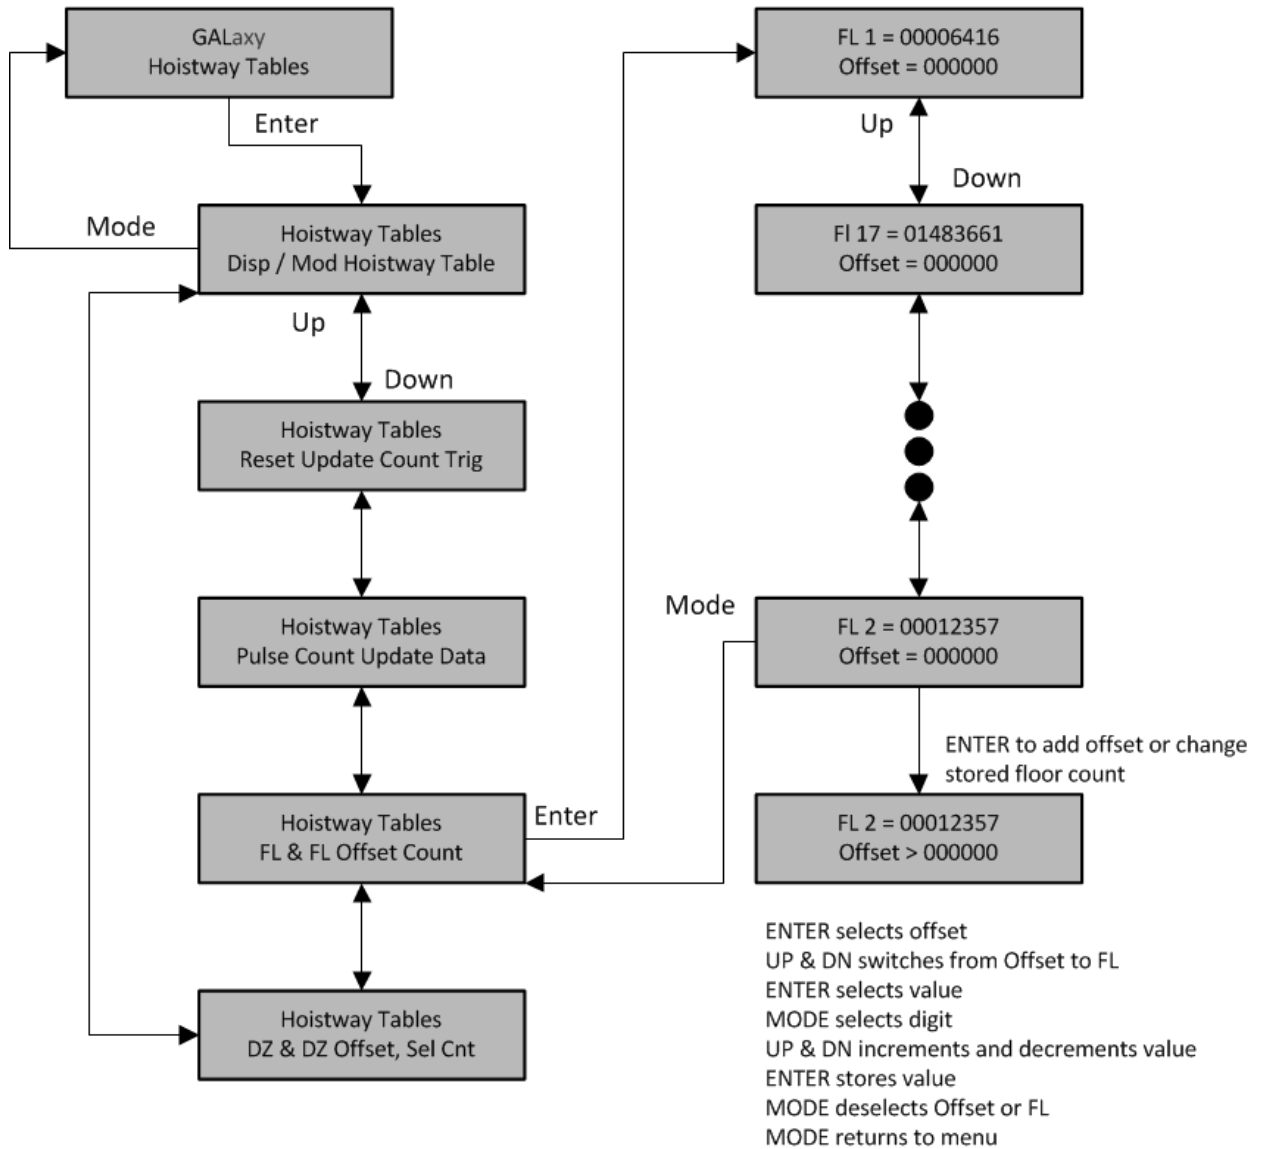 GALaxy
Hoistway Tables
Enter
Mode
Hoistway Tables
Disp / Mod Hoistway Table
Up
Down
Hoistway Tables
Reset Update Count Trig
Hoistway Tables
Pulse Count Update Data
Hoistway Tables
FL & FL Offset Count
Enter
Hoistway Tables
DZ & DZ Offset, Sel Cnt
FL 1 = 00006416
Offset = 000000
Up
Down
Fl 17 = 01483661
Offset = 000000
Mode
FL 2 = 00012357
Offset = 000000
ENTER to add offset or change
stored floor count
FL 2 = 00012357
Offset > 000000
ENTER selects offset
UP & DN switches from Offset to FL
ENTER selects value
MODE selects digit
UP & DN increments and decrements value
ENTER stores value
MODE deselects Offset or FL
MODE returns to menu